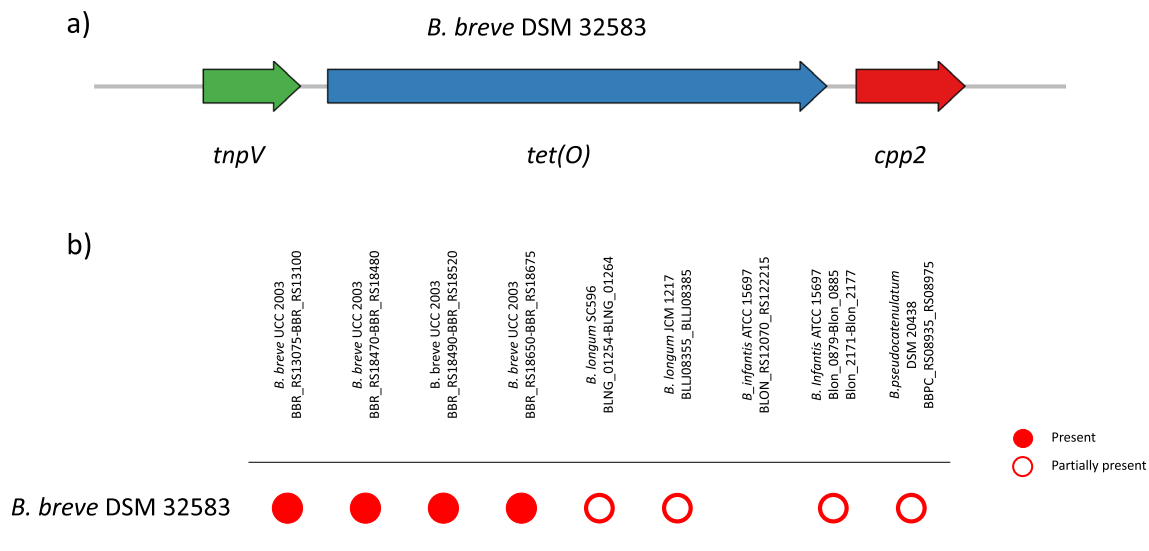 a)
B. breve DSM 32583
tnpV
tet(O)
cpp2
b)
B. breve UCC 2003
BBR_RS13075-BBR_RS13100
B. breve UCC 2003
BBR_RS18470-BBR_RS18480
B. breve UCC 2003
BBR_RS18490-BBR_RS18520
B. breve UCC 2003
BBR_RS18650-BBR_RS18675
B. longum SC596
BLNG_01254-BLNG_01264
B. longum JCM 1217
BLLJ08355_BLLJ08385
B_infantis ATCC 15697
BLON_RS12070_RS122215
B. Infantis ATCC 15697
Blon_0879-Blon_0885
Blon_2171-Blon_2177
B.pseudocatenulatum
DSM 20438
BBPC_RS08935_RS08975
Present
Partially present
B. breve DSM 32583